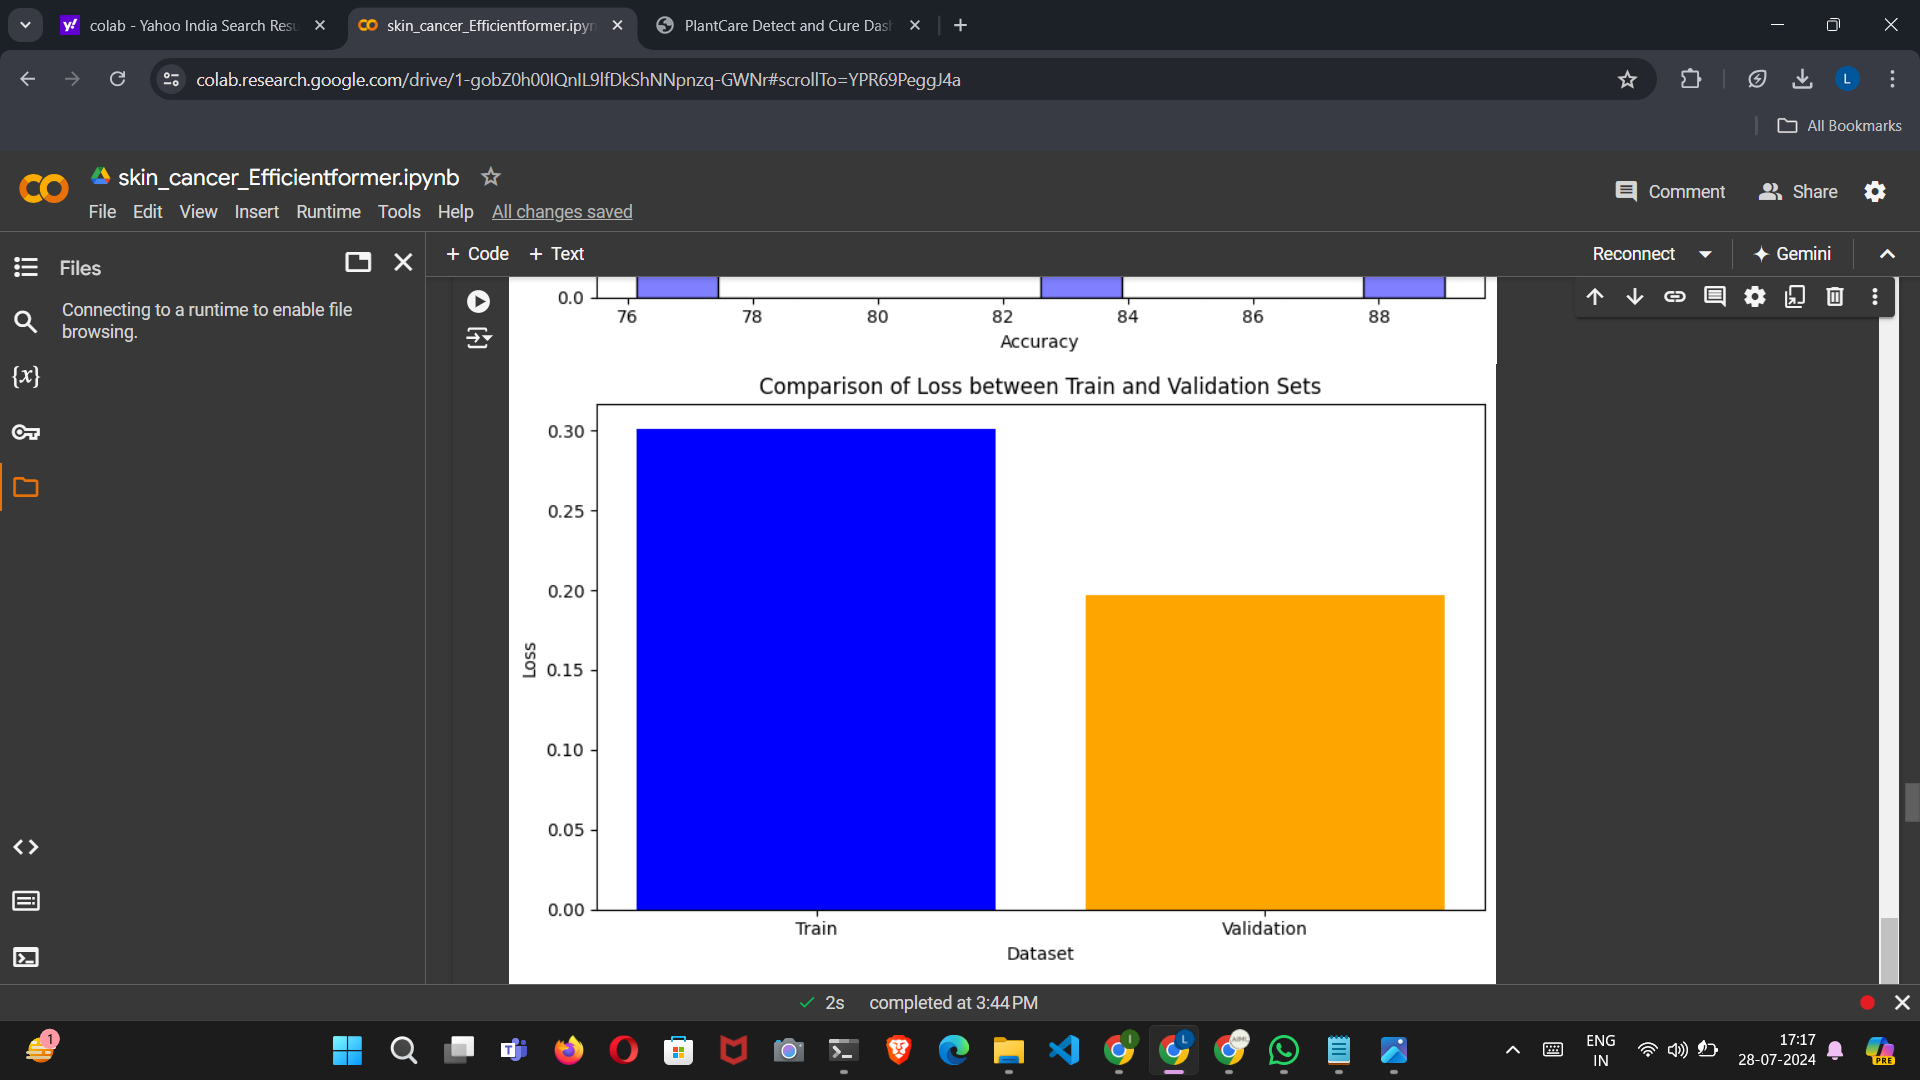 colab - Yahoo India Search Resu
skin_cancer_Efficientformer.ipyn
PlantCare Detect and Cure Dash
colab.research.google.com/drive/1-gobZ0h00IQnIL9lfDkShNNpnzq-GWNr#scrollTo=YPR69PeggJ4a
L
All Bookmarks
skin_cancer_Efficientformer.ipynb
File Edit View Insert Runtime Tools Help All changes saved
Comment Share
Files
+ Code + Text
Reconnect Gemini
Connecting to a runtime to enable file
browsing.
{x}
0.0
76 78 80 82 84 86 88
Accuracy
Comparison of Loss between Train and Validation Sets
0.30
0.25
0.20
0.15
0.10
0.05
0.00
Loss
Train Validation
Dataset
2s completed at 3:44 PM
1
I
L
AIML
ENG
IN
17:17
28-07-2024
PRE